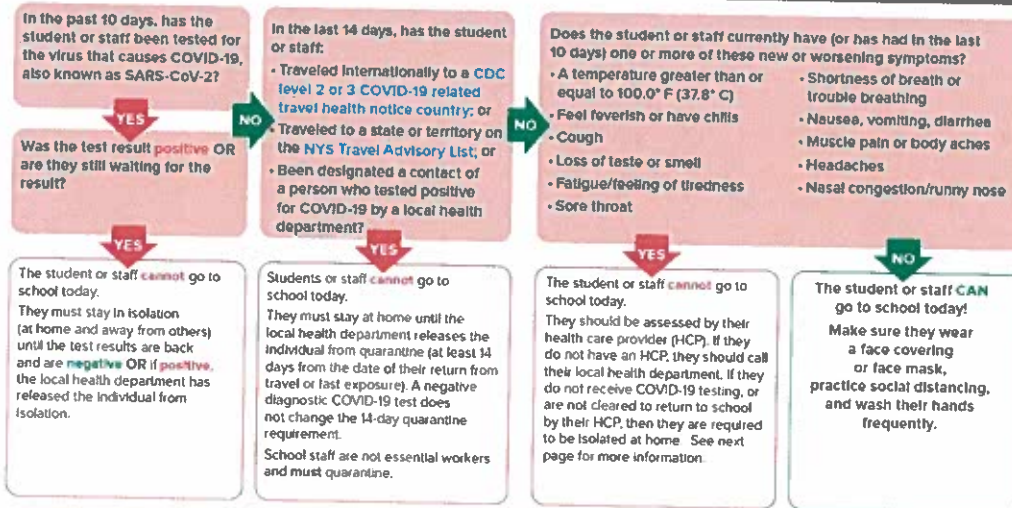 In the past 10 days, has the
student or staff been tested for
the virus that causes COVID-19,
also known as SARS-CoV-2?
YES
Was the test result positive OR
are they still waiting for the
result?
YES
The student or staff cannot go to
school today.
They must stay in isolation
(at home and away from others)
until the test results are back
and are negative OR if positive,
the local health department has
released the individual from
isolation.
NO
In the last 14 days, has the student
or staff:
• Traveled internationally to a CDC
level 2 or 3 COVID-19 related
travel health notice country; or
• Traveled to a state or territory on
the NYS Travel Advisory List; or
• Been designated a contact of
a person who tested positive
for COVID-19 by a local health
department?
YES
Students or staff cannot go to
school today.
They must stay at home until the
local health department releases the
individual from quarantine (at least 14
days from the date of their return from
travel or last exposure). A negative
diagnostic COVID-19 test does
not change the 14-day quarantine
requirement.
School staff are not essential workers
and must quarantine.
NO
Does the student or staff currently have (or has had in the last
10 days) one or more of these new or worsening symptoms?
• A temperature greater than or
equal to 100.0° F (37.8° C)
• Feel feverish or have chills
• Cough
• Loss of taste or smell
• Fatigue/feeling of tiredness
• Sore throat
• Shortness of breath or
trouble breathing
• Nausea, vomiting, diarrhea
• Muscle pain or body aches
• Headaches
• Nasal congestion/runny nose
YES
The student or staff cannot go to
school today.
They should be assessed by their
health care provider (HCP). If they
do not have an HCP, they should call
their local health department. If they
do not receive COVID-19 testing, or
are not cleared to return to school
by their HCP, then they are required
to be isolated at home. See next
page for more information.
NO
The student or staff CAN
go to school today!
Make sure they wear
a face covering
or face mask,
practice social distancing,
and wash their hands
frequently.